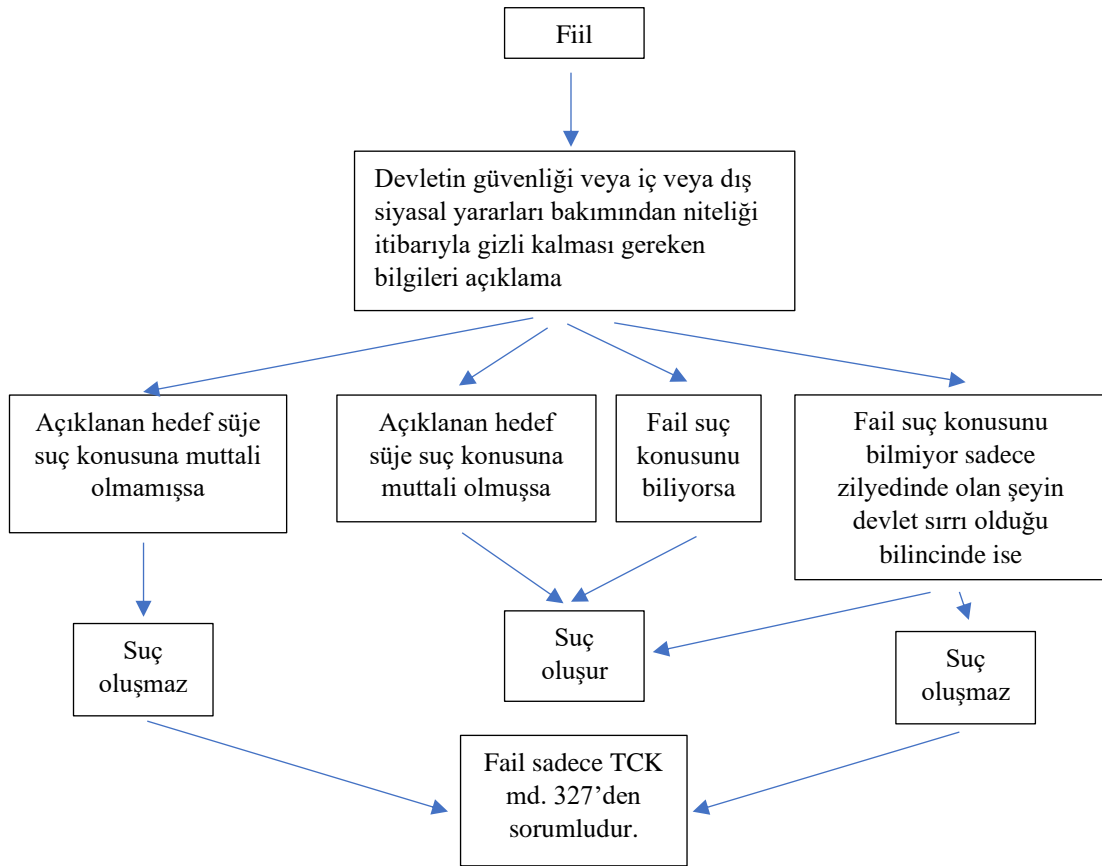 Fiil
Devletin güvenliği veya iç veya dış
siyasal yararları bakımından niteliği
itibarıyla gizli kalması gereken
bilgileri açıklama
Açıklanan hedef süje
suç konusuna muttali
olmamışsa
Açıklanan hedef
süje suç konusuna
muttali olmuşsa
Fail suç
konusunu
biliyorsa
Fail suç konusunu
bilmiyor sadece
zilyedinde olan şeyin
devlet sırrı olduğu
bilincinde ise
Suç
oluşmaz
Suç
oluşur
Suç
oluşmaz
Fail sadece TCK
md. 327’den
sorumludur.